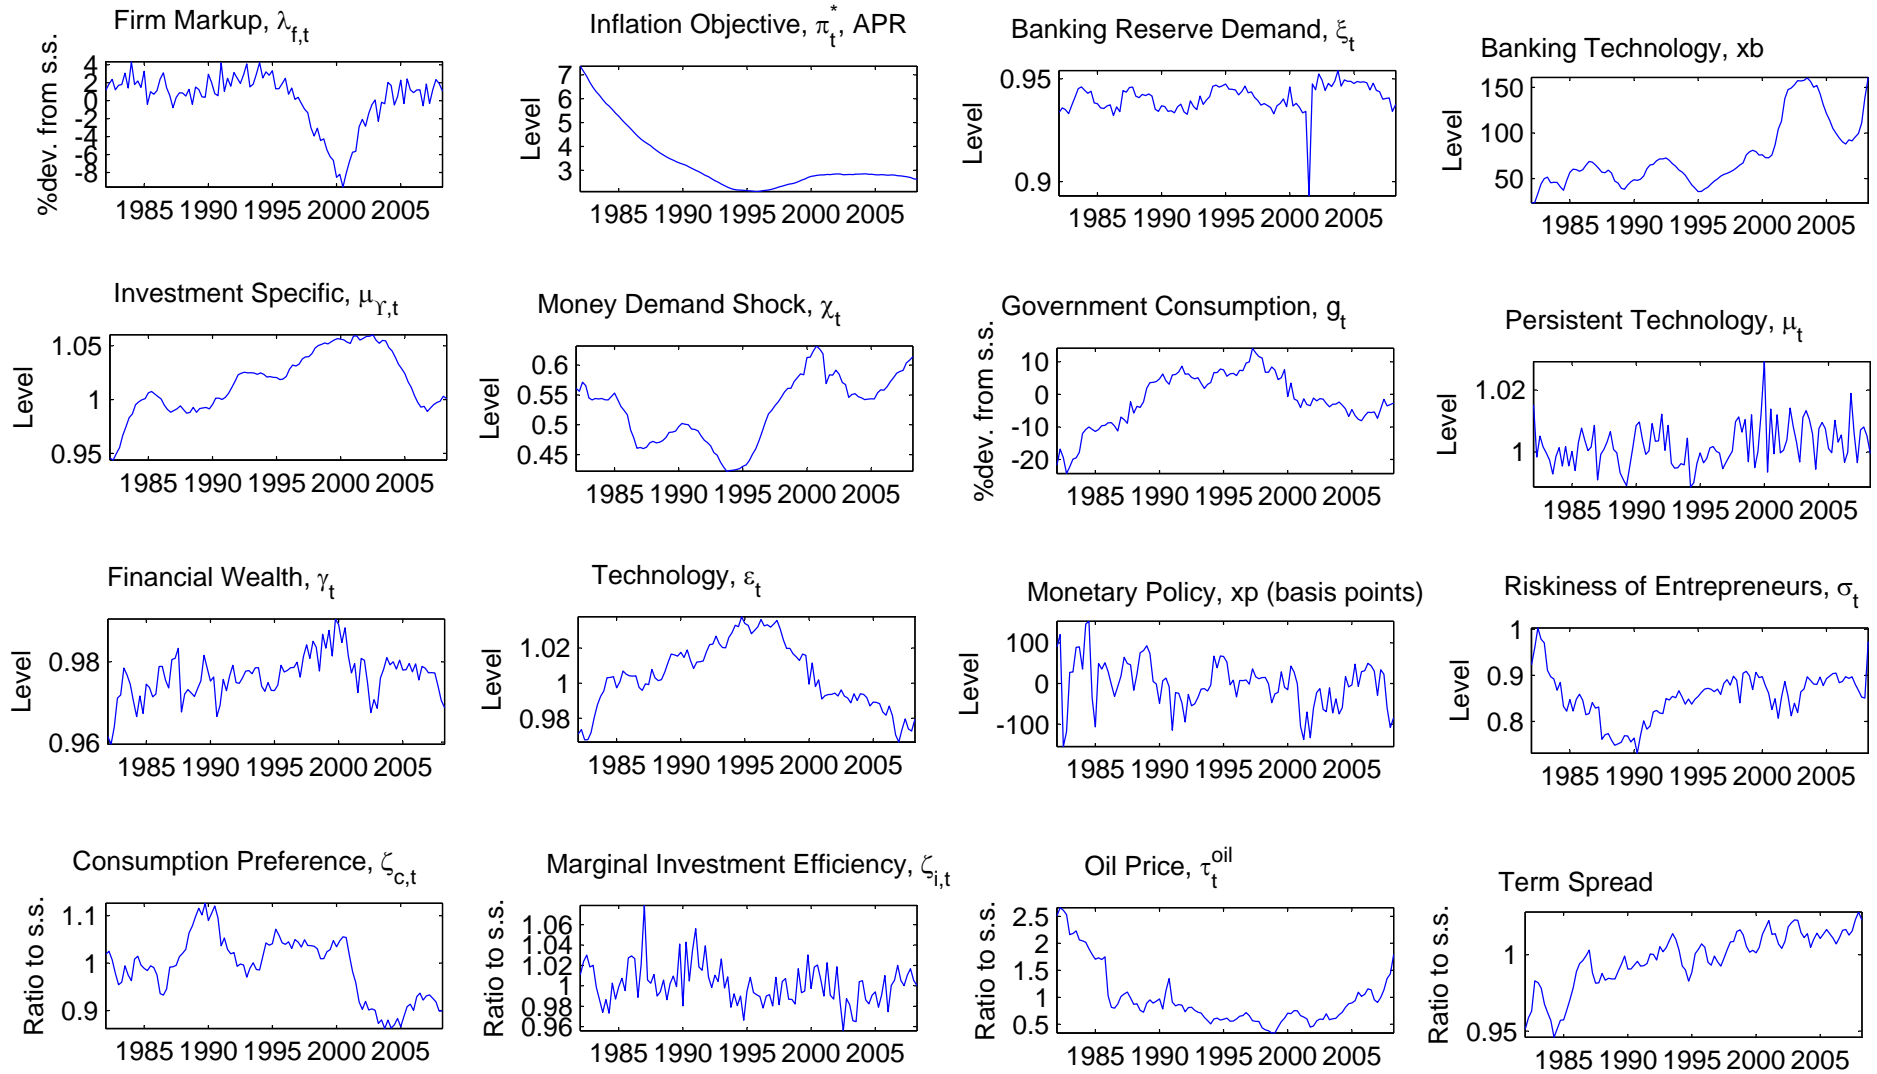 Firm Markup, λf,t
%dev. from s.s.
4
2
0
-2
-4
-6
-8
1985 1990 1995 2000 2005
Inflation Objective, π*t, APR
Level
7
6
5
4
3
1985 1990 1995 2000 2005
Banking Reserve Demand, ξt
Level
0.95
0.9
1985 1990 1995 2000 2005
Banking Technology, xb
Level
150
100
50
1985 1990 1995 2000 2005
Investment Specific, μϒ,t
Level
1.05
1
0.95
1985 1990 1995 2000 2005
Money Demand Shock, χt
Level
0.6
0.55
0.5
0.45
1985 1990 1995 2000 2005
Government Consumption, gt
%dev. from s.s.
10
0
-10
-20
1985 1990 1995 2000 2005
Persistent Technology, μt
Level
1.02
1
1985 1990 1995 2000 2005
Financial Wealth, γt
Level
0.98
0.96
1985 1990 1995 2000 2005
Technology, εt
Level
1.02
1
0.98
1985 1990 1995 2000 2005
Monetary Policy, xp (basis points)
Level
100
0
-100
1985 1990 1995 2000 2005
Riskiness of Entrepreneurs, σt
Level
1
0.9
0.8
1985 1990 1995 2000 2005
Consumption Preference, ζc,t
Ratio to s.s.
1.1
1
0.9
1985 1990 1995 2000 2005
Marginal Investment Efficiency, ζi,t
Ratio to s.s.
1.06
1.04
1.02
1
0.98
0.96
1985 1990 1995 2000 2005
Oil Price, τoilt
Ratio to s.s.
2.5
2
1.5
1
0.5
1985 1990 1995 2000 2005
Term Spread
Ratio to s.s.
1
0.95
1985 1990 1995 2000 2005